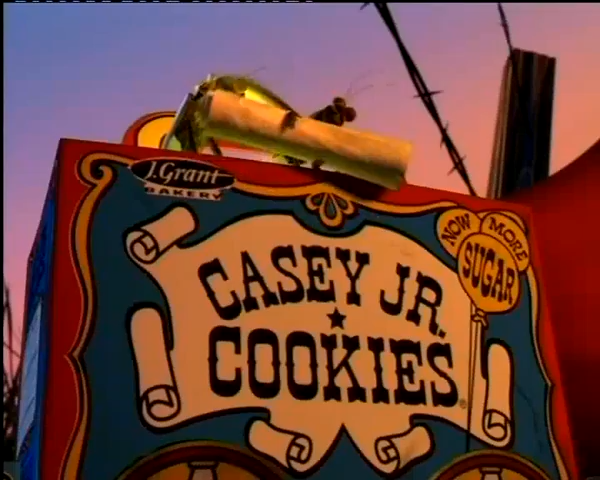 J.Grant
BAKERY
CASEY JR.
COOKIES
NOW
MORE
SUGAR